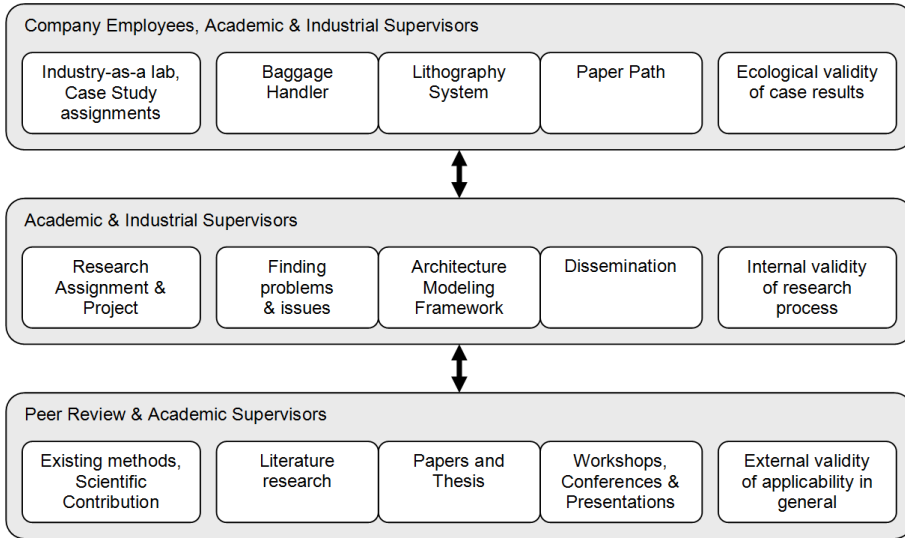 Company Employees, Academic & Industrial Supervisors
Industry-as-a lab,
Case Study
assignments
Baggage
Handler
Lithography
System
Paper Path
Ecological validity
of case results
Academic & Industrial Supervisors
Research
Assignment &
Project
Finding
problems
& issues
Architecture
Modeling
Framework
Dissemination
Internal validity
of research
process
Peer Review & Academic Supervisors
Existing methods,
Scientific
Contribution
Literature
research
Papers and
Thesis
Workshops,
Conferences &
Presentations
External validity
of applicability in
general